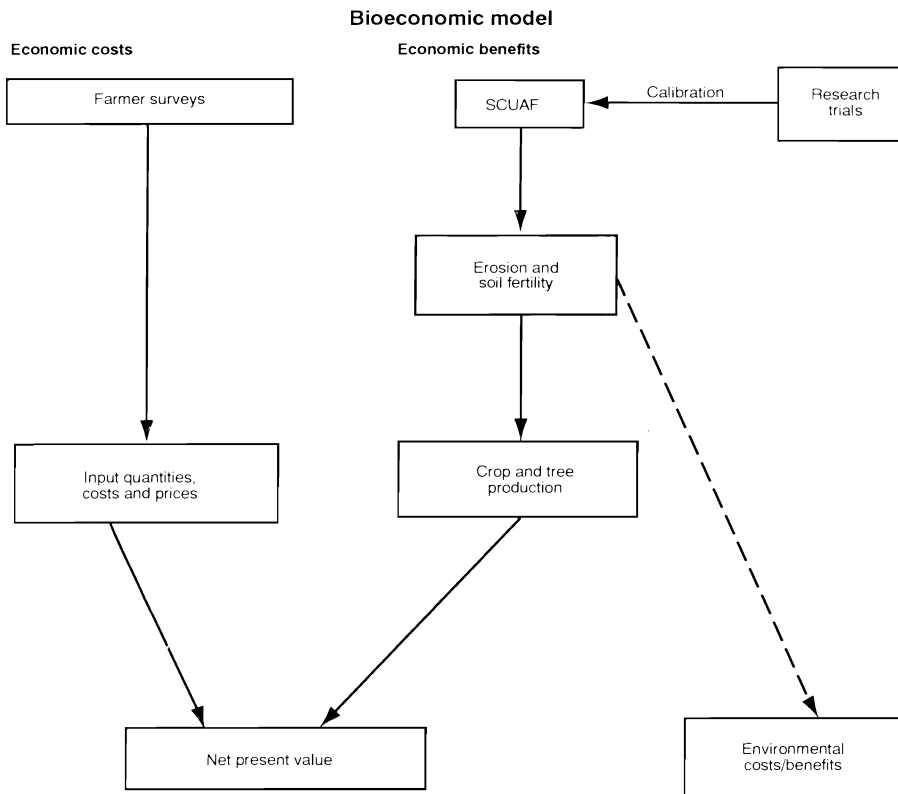 Bioeconomic model
Economic costs
Economic benefits
Farmer surveys
SCUAF
Calibration
Research
trials
Erosion and
soil fertility
Input quantities,
costs and prices
Crop and tree
production
Net present value
Environmental
costs/benefits